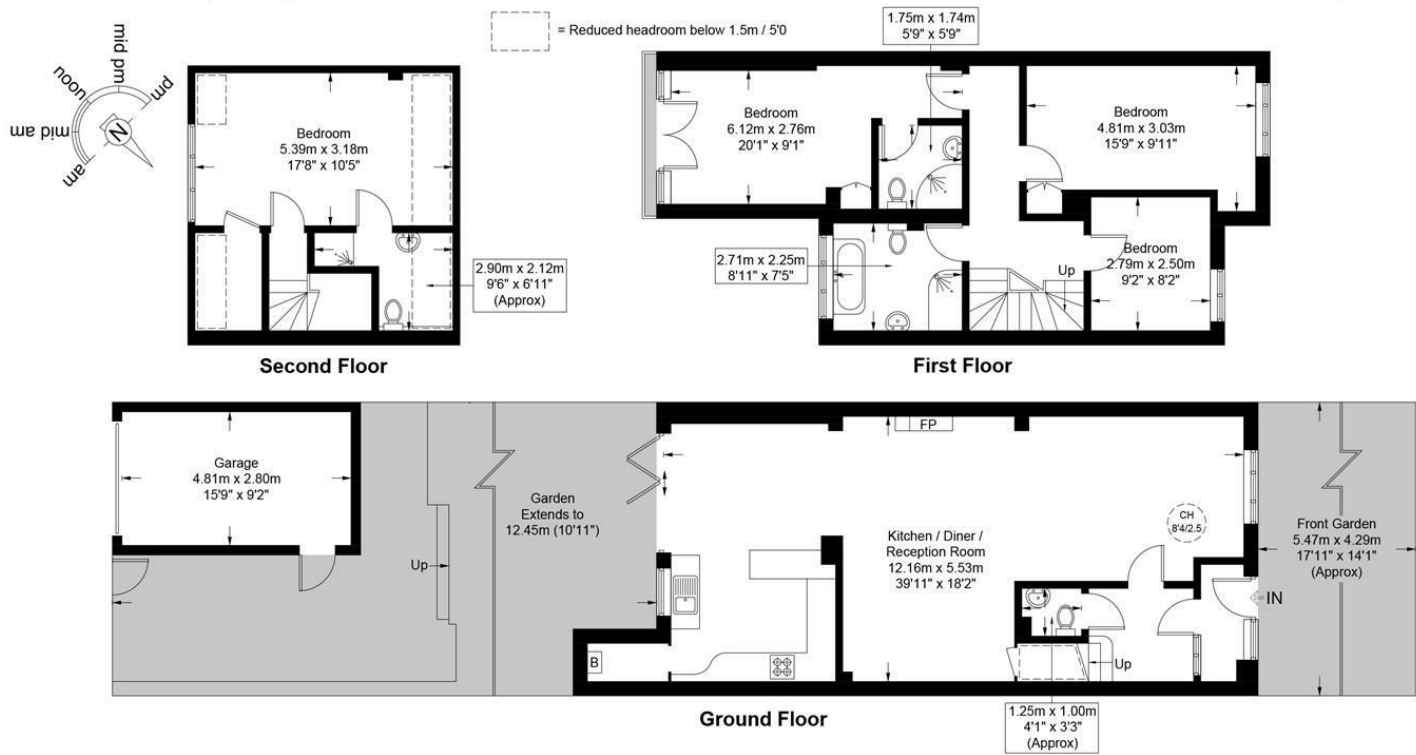 = Reduced headroom below 1.5m / 5'0
1.75m x 1.74m
5'9" x 5'9"
mid pm
noon
pm
mid am
am
N
Bedroom
5.39m x 3.18m
17'8" x 10'5"
2.90m x 2.12m
9'6" x 6'11"
(Approx)
Second Floor
Bedroom
6.12m x 2.76m
20'1" x 9'1"
Bedroom
4.81m x 3.03m
15'9" x 9'11"
2.71m x 2.25m
8'11" x 7'5"
Up
Bedroom
2.79m x 2.50m
9'2" x 8'2"
First Floor
Garage
4.81m x 2.80m
15'9" x 9'2"
Up
Garden
Extends to
12.45m (10'11")
FP
Kitchen / Diner /
Reception Room
12.16m x 5.53m
39'11" x 18'2"
CH
8'4/2.5
Front Garden
5.47m x 4.29m
17'11" x 14'1"
(Approx)
IN
B
Up
1.25m x 1.00m
4'1" x 3'3"
(Approx)
Ground Floor